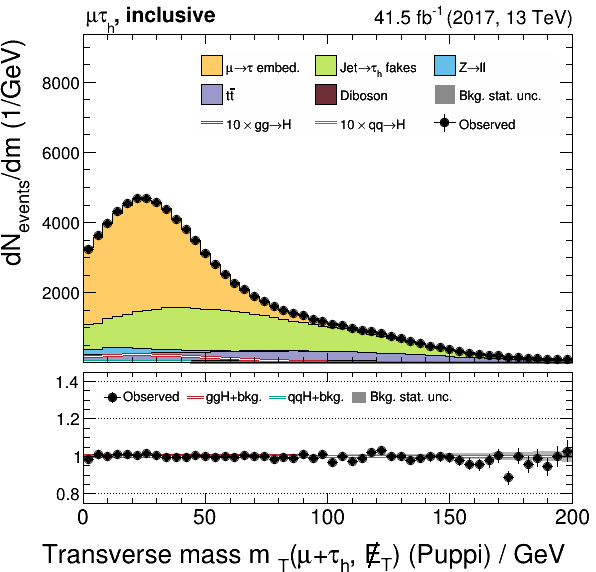 μτh, inclusive
41.5 fb⁻¹ (2017, 13 TeV)
dNevents/dm (1/GeV)
8000
6000
4000
2000
μ→τ embed.
Jet→τh fakes
Z→ll
tt̅
Diboson
Bkg. stat. unc.
10 × gg→H
10 × qq→H
Observed
1.4
1.2
1
0.8
Observed
ggH+bkg.
qqH+bkg.
Bkg. stat. unc.
0
50
100
150
200
Transverse mass m T(μ+τh, E̸T) (Puppi) / GeV